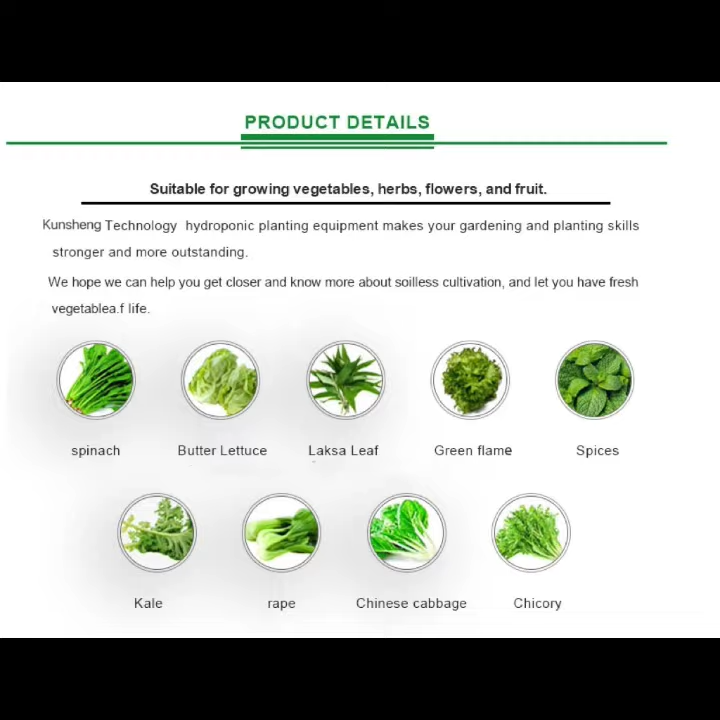 PRODUCT DETAILS
Suitable for growing vegetables, herbs, flowers, and fruit.
Kunsheng Technology hydroponic planting equipment makes your gardening and planting skills
stronger and more outstanding.
We hope we can help you get closer and know more about soilless cultivation, and let you have fresh
vegetablea.f life.
spinach Butter Lettuce Laksa Leaf Green flame Spices
Kale rape Chinese cabbage Chicory